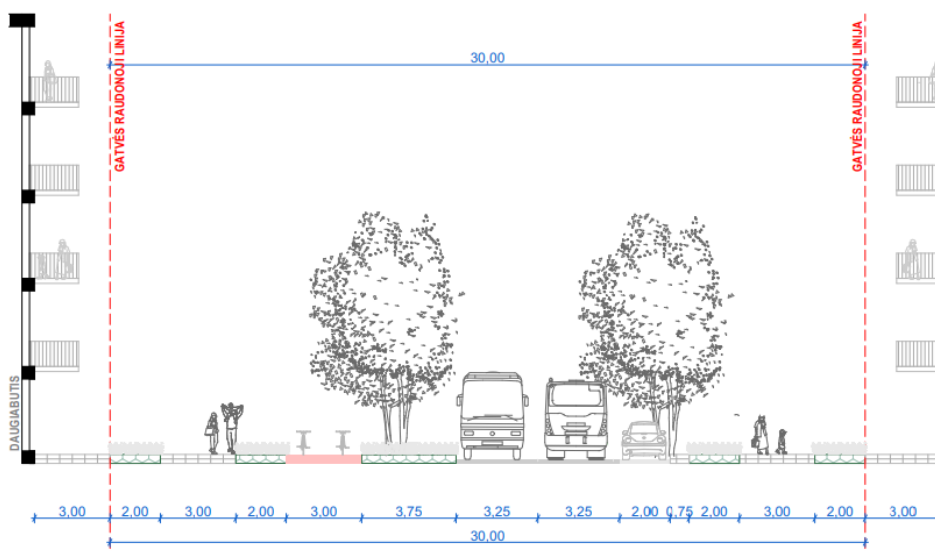 30,00
GATVĖS RAUDONOJI LINIJA
GATVĖS RAUDONOJI LINIJA
DAUGIABUTIS
3,00 2,00 3,00 2,00 3,00 3,75 3,25 3,25 2,00 0,75 2,00 3,00 2,00 3,00
30,00